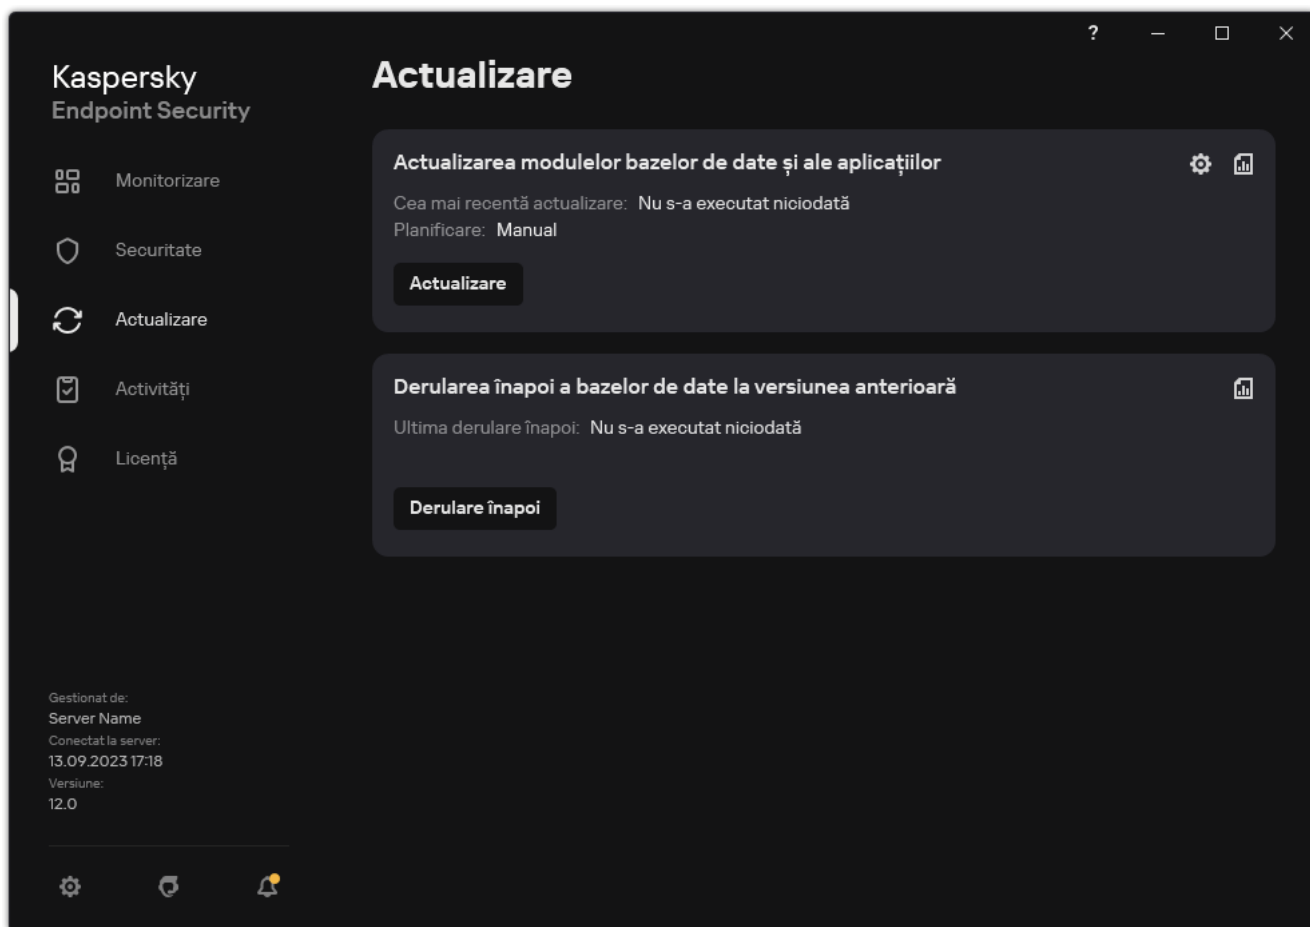 ?
Kaspersky
Endpoint Security
Monitorizare
Securitate
Actualizare
Activități
Licență
Gestionat de:
Server Name
Conectat la server:
13.09.2023 17:18
Versiune:
12.0
Actualizare
Actualizarea modulelor bazelor de date și ale aplicațiilor
Cea mai recentă actualizare: Nu s-a executat niciodată
Planificare: Manual
Actualizare
Derularea înapoi a bazelor de date la versiunea anterioară
Ultima derulare înapoi: Nu s-a executat niciodată
Derulare înapoi